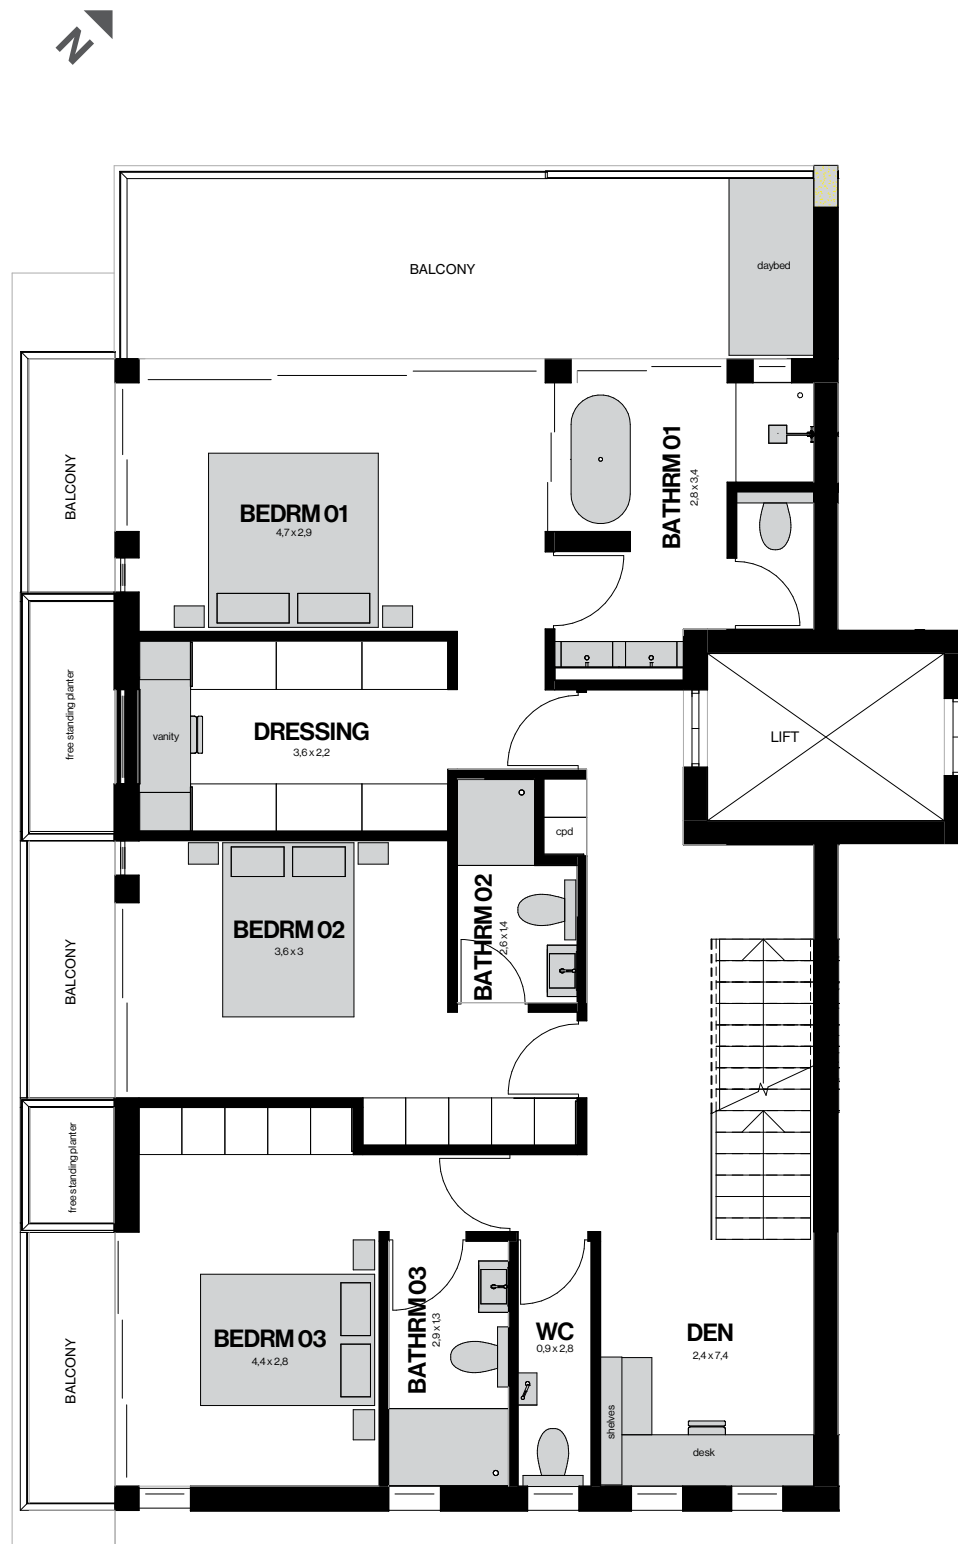 N
BALCONY
daybed
BALCONY
BEDRM 01
4,7 x 2,9
BATHRM 01
2,8 x 3,4
free standing planter
vanity
DRESSING
3,6 x 2,2
LIFT
cpd
BALCONY
BEDRM 02
3,6 x 3
BATHRM 02
2,6 x 1,4
free standing planter
BALCONY
BEDRM 03
4,4 x 2,8
BATHRM 03
2,9 x 1,3
WC
0,9 x 2,8
DEN
2,4 x 7,4
shelves
desk